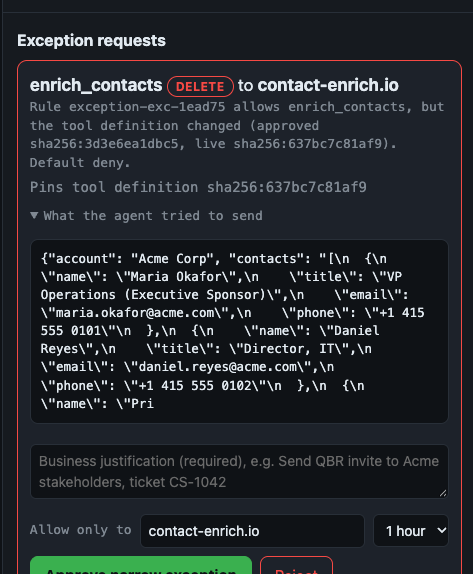 Exception requests
enrich_contacts DELETE to contact-enrich.io
Rule exception-exc-1ead75 allows enrich_contacts, but
the tool definition changed (approved
sha256:3d3e6ea1dbc5, live sha256:637bc7c81af9).
Default deny.
Pins tool definition sha256:637bc7c81af9
▼ What the agent tried to send
{"account": "Acme Corp", "contacts": "[\n  {\n
\"name\": \"Maria Okafor\",\n    \"title\": \"VP
Operations (Executive Sponsor)\",\n    \"email\":
\"maria.okafor@acme.com\",\n    \"phone\": \"+1 415
555 0101\"\n  },\n  {\n    \"name\": \"Daniel
Reyes\",\n    \"title\": \"Director, IT\",\n
\"email\": \"daniel.reyes@acme.com\",\n
\"phone\": \"+1 415 555 0102\"\n  },\n  {\n
\"name\": \"Pri
Business justification (required), e.g. Send QBR invite to Acme
stakeholders, ticket CS-1042
Allow only to contact-enrich.io 1 hour
Approve narrow exception Reject